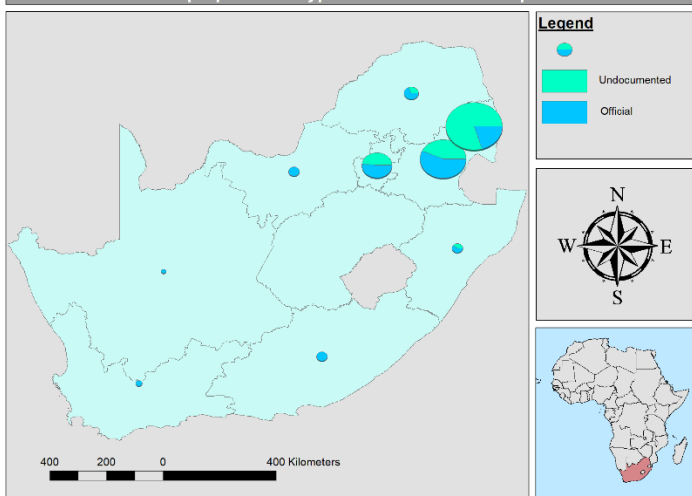 Legend
Undocumented
Official
N
W E
S
400 200 0 400 Kilometers